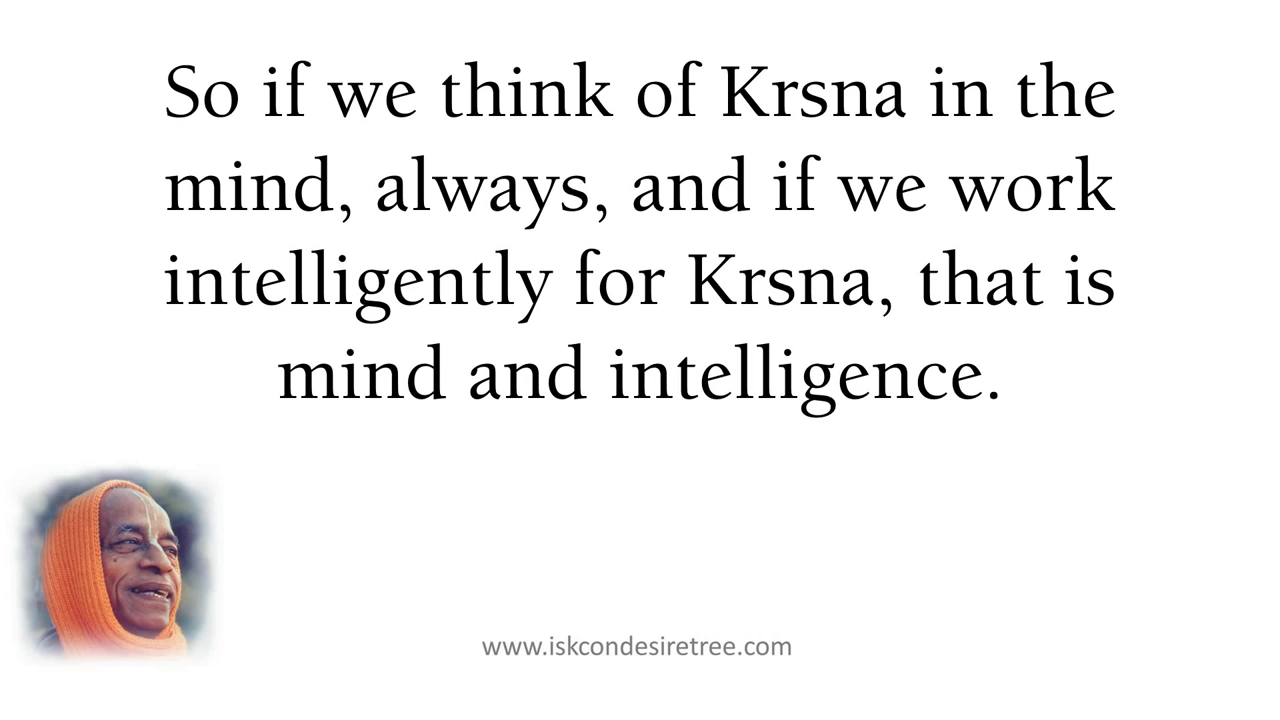 So if we think of Krsna in the
mind, always, and if we work
intelligently for Krsna, that is
mind and intelligence.
www.iskcondesiretree.com